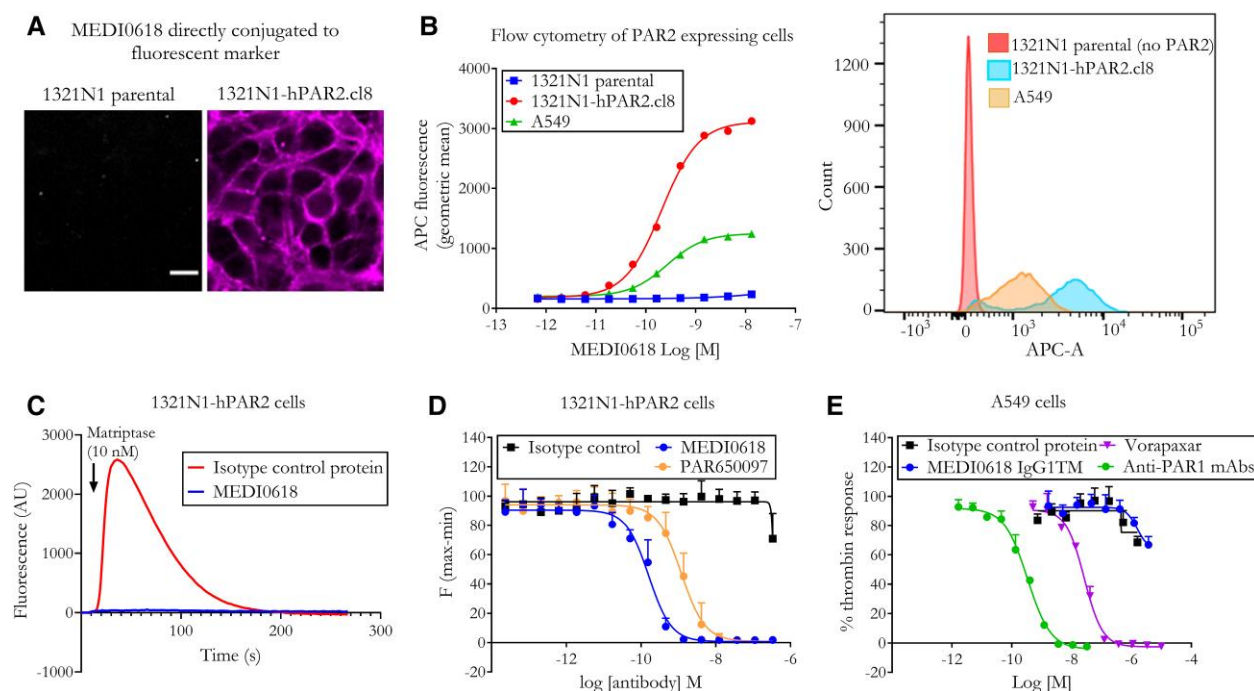 A
MEDI0618 directly conjugated to
fluorescent marker
1321N1 parental
1321N1-hPAR2.cl8
B
Flow cytometry of PAR2 expressing cells
4000
3000
2000
1000
0
APC fluorescence
(geometric mean)
1321N1 parental
1321N1-hPAR2.cl8
A549
-13 -12 -11 -10 -9 -8 -7
MEDI0618 Log [M]
1200
900
600
300
0
Count
1321N1 parental (no PAR2)
1321N1-hPAR2.cl8
A549
-10³ 0 10³ 10⁴ 10⁵
APC-A
C
1321N1-hPAR2 cells
3000
2000
1000
0
-1000
Fluorescence (AU)
Matriptase
(10 nM)
Isotype control protein
MEDI0618
100 200 300
Time (s)
D
1321N1-hPAR2 cells
140
120
100
80
60
40
20
0
-20
F (max-min)
Isotype control
MEDI0618
PAR650097
-12 -10 -8 -6
log [antibody] M
E
A549 cells
140
120
100
80
60
40
20
0
-20
% thrombin response
Isotype control protein
Vorapaxar
MEDI0618 IgG1TM
Anti-PAR1 mAbs
-12 -10 -8 -6 -4
Log [M]